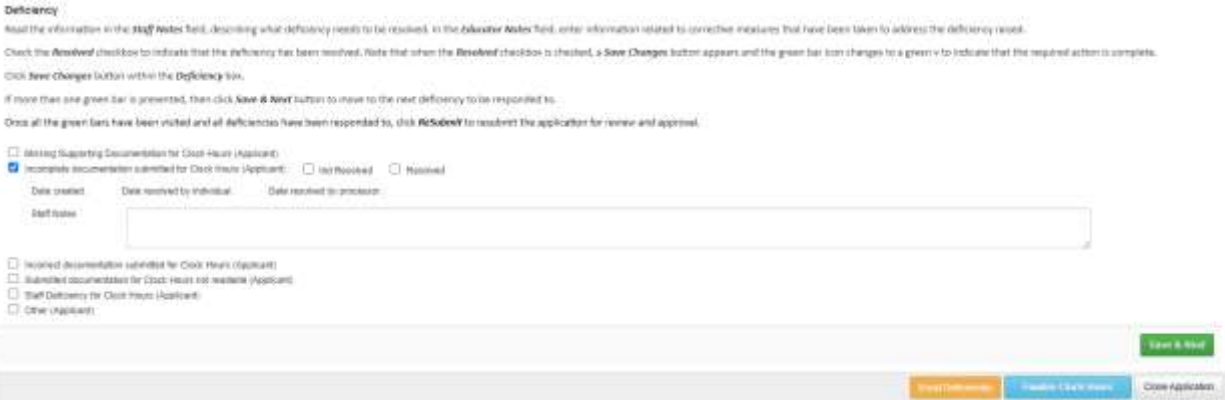 Deficiency
Read the information in the Staff Notes field, describing what deficiency needs to be resolved. In the Educator Notes field, enter information related to corrective measures that have been taken to address the deficiency raised.
Check the Resolved checkbox to indicate that the deficiency has been resolved. Note that when the Resolved checkbox is checked, a Save Changes button appears and the green bar icon changes to a green v to indicate that the required action is complete.
Click Save Changes button within the Deficiency box.
If more than one green bar is presented, then click Save & Next button to move to the next deficiency to be responded to.
Once all the green bars have been visited and all deficiencies have been responded to, click ReSubmit to resubmit the application for review and approval.
Missing Supporting Documentation for Clock Hours (Applicant)
Incomplete documentation submitted for Clock Hours (Applicant) Not Resolved Resolved
Date created Date resolved by individual Date resolved by processor
Staff Notes
Incorrect documentation submitted for Clock Hours (Applicant)
Submitted documentation for Clock Hours not readable (Applicant)
Staff Deficiency for Clock Hours (Applicant)
Other (Applicant)
Save & Next
Email Deficiencies Clock Hours Close Application